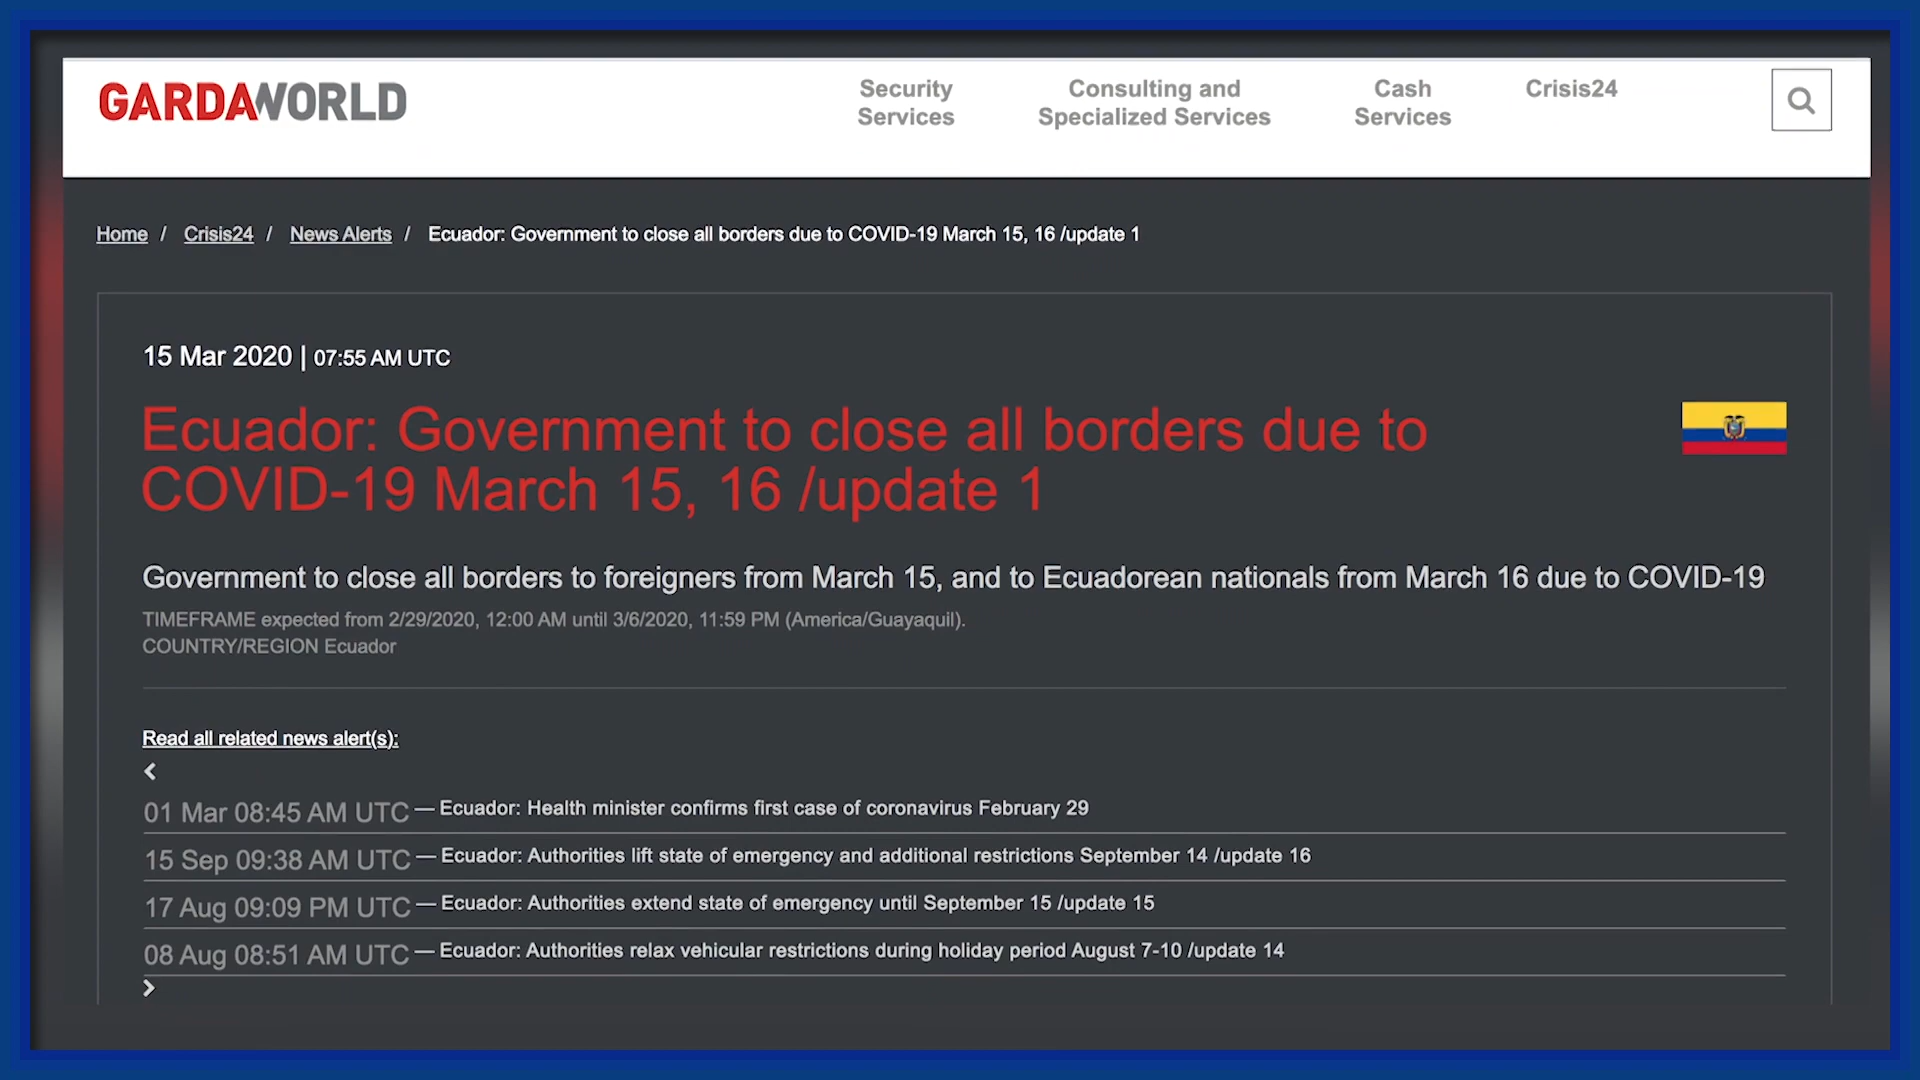 GARDAWORLD
Security
Services
Consulting and
Specialized Services
Cash
Services
Crisis24
Home / Crisis24 / News Alerts / Ecuador: Government to close all borders due to COVID-19 March 15, 16 /update 1
15 Mar 2020 | 07:55 AM UTC
Ecuador: Government to close all borders due to
COVID-19 March 15, 16 /update 1
Government to close all borders to foreigners from March 15, and to Ecuadorean nationals from March 16 due to COVID-19
TIMEFRAME expected from 2/29/2020, 12:00 AM until 3/6/2020, 11:59 PM (America/Guayaquil).
COUNTRY/REGION Ecuador
Read all related news alert(s):
01 Mar 08:45 AM UTC — Ecuador: Health minister confirms first case of coronavirus February 29
15 Sep 09:38 AM UTC — Ecuador: Authorities lift state of emergency and additional restrictions September 14 /update 16
17 Aug 09:09 PM UTC — Ecuador: Authorities extend state of emergency until September 15 /update 15
08 Aug 08:51 AM UTC — Ecuador: Authorities relax vehicular restrictions during holiday period August 7-10 /update 14